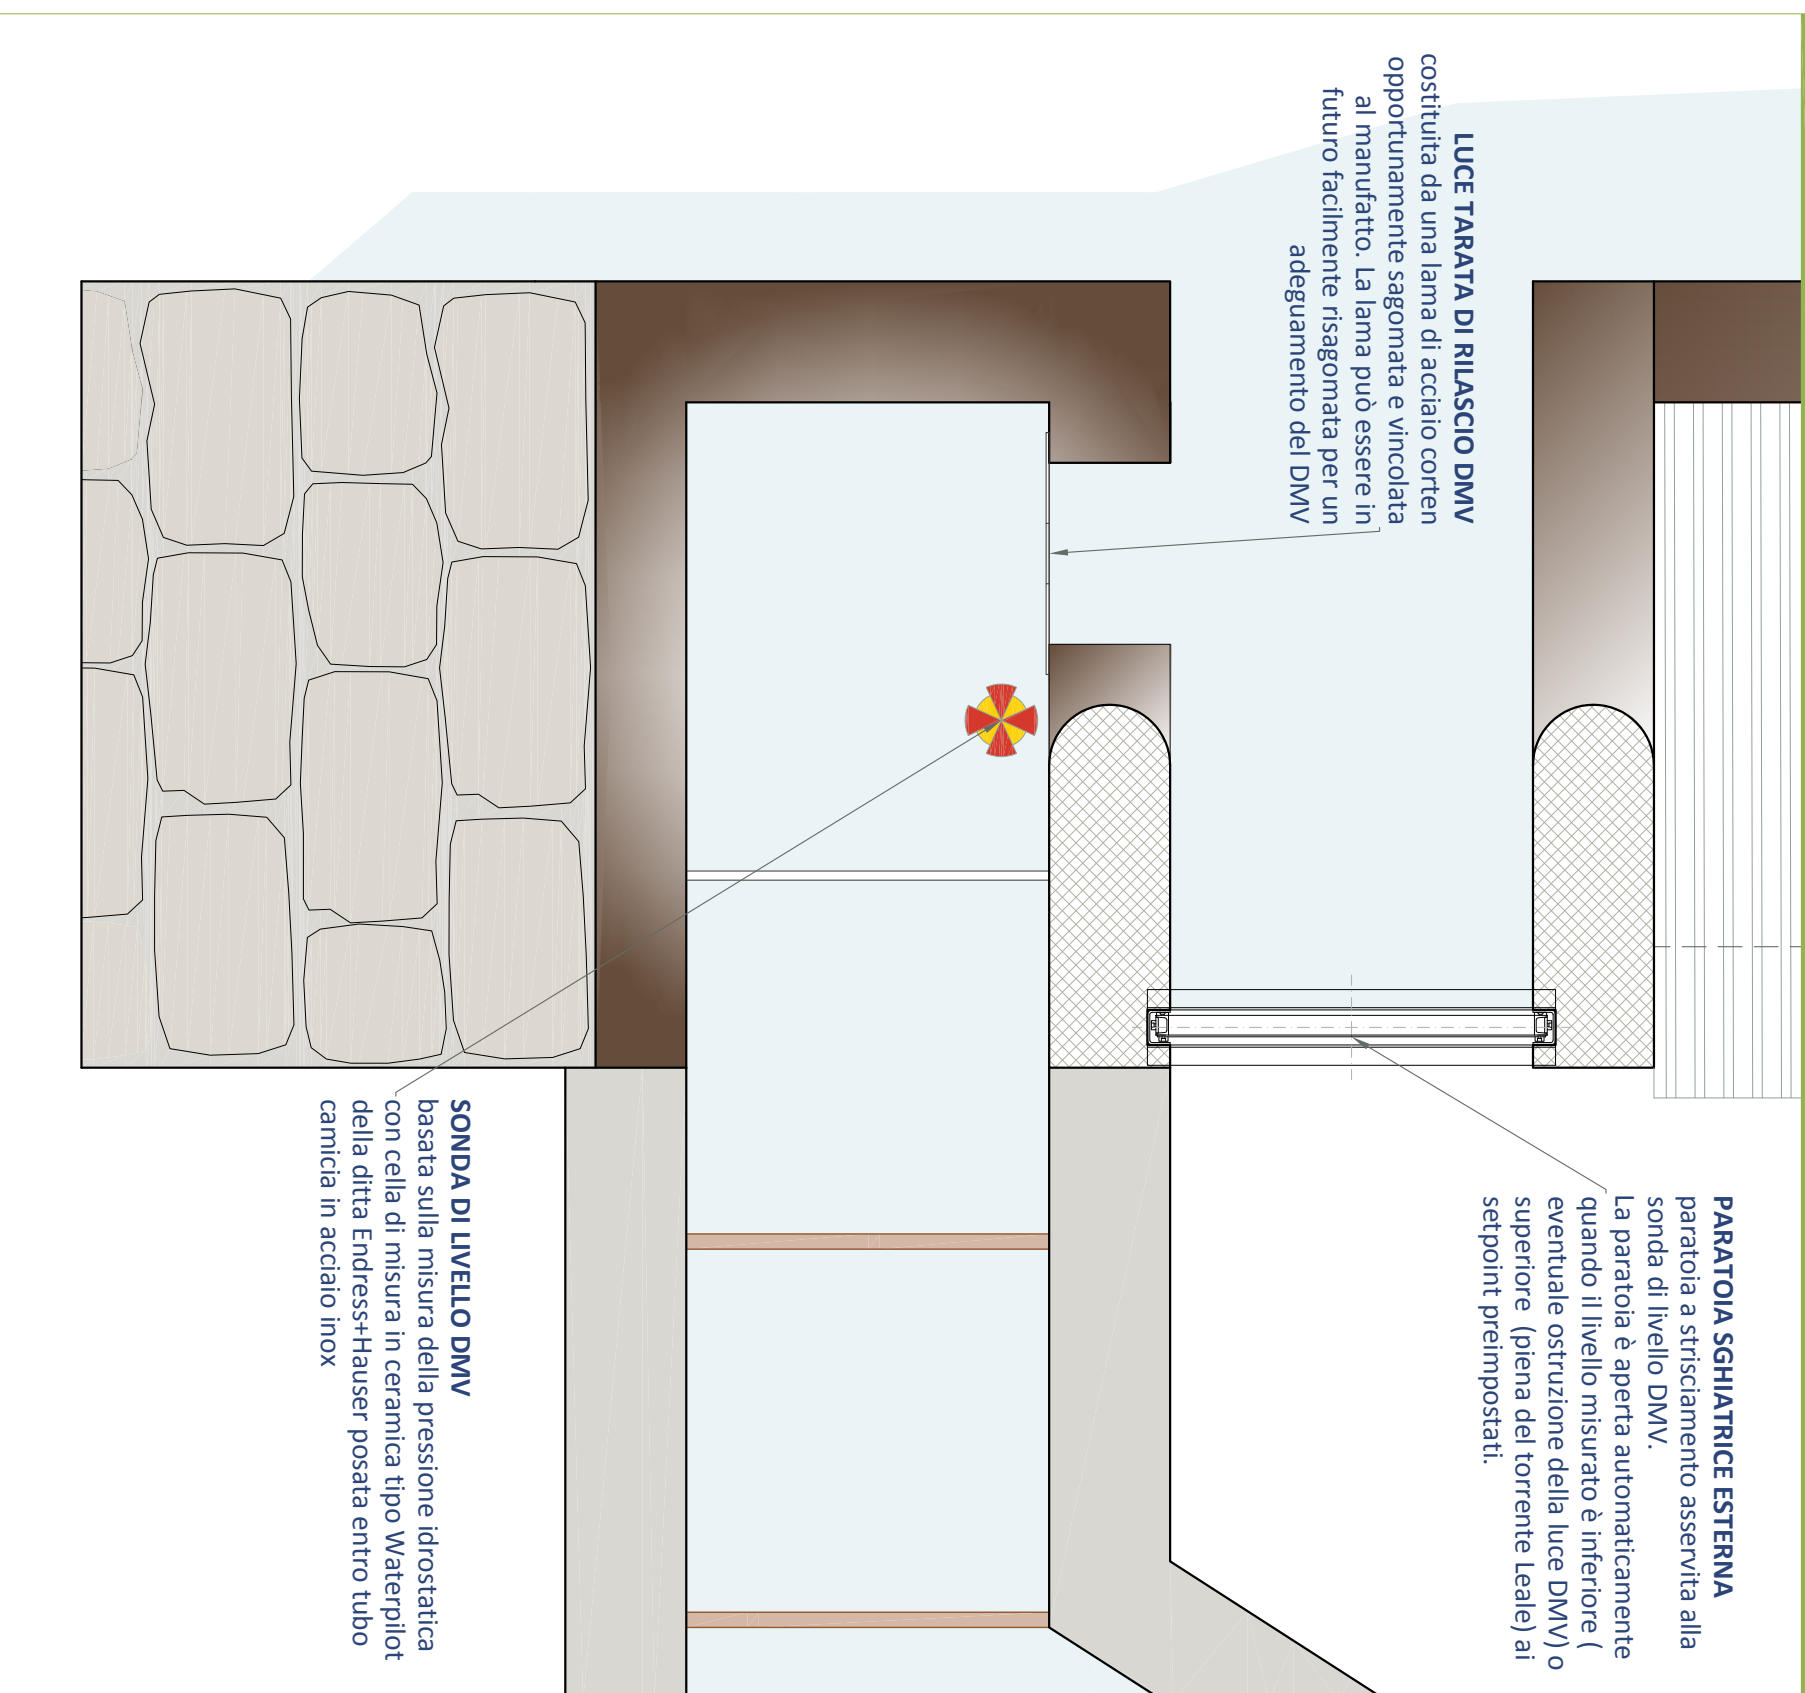 LUCE TARATA DI RILASCIO DMV
costituita da una lama di acciaio corten
opportunamente sagomata e vincolata
al manufatto. La lama può essere in
futuro facilmente risagomata per un
adeguamento del DMV
PARATOIA SGHIATRICE ESTERNA
paratoia a strisciamento asservita alla
sonda di livello DMV.
La paratoia è aperta automaticamente
quando il livello misurato è inferiore (
eventuale ostruzione della luce DMV) o
superiore (piena del torrente Leale) ai
setpoint preimpostati.
SONDA DI LIVELLO DMV
basata sulla misura della pressione idrostatica
con cella di misura in ceramica tipo Waterpilot
della ditta Endress+Hauser posata entro tubo
camicia in acciaio inox